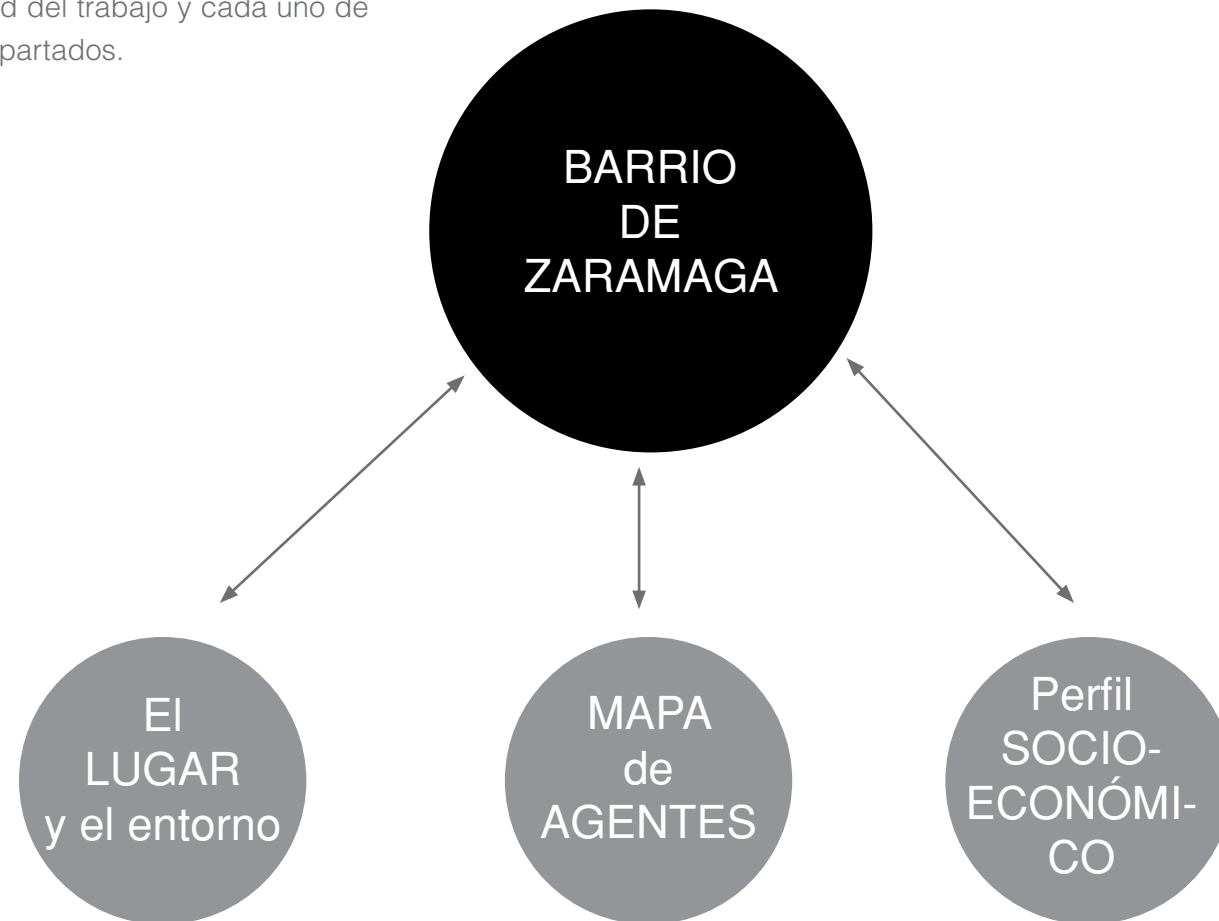 d del trabajo y cada uno de
partados.
BARRIO
DE
ZARAMAGA
El
LUGAR
y el entorno
MAPA
de
AGENTES
Perfil
SOCIO-
ECONÓMI-
CO